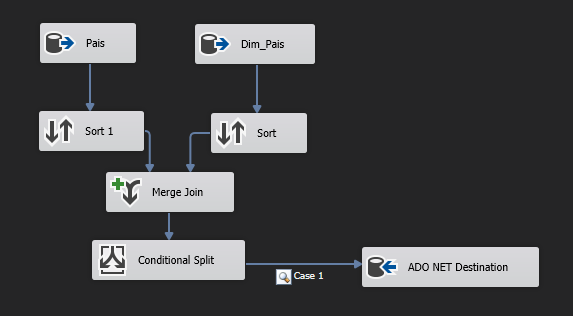 Pais
Dim_Pais
Sort 1
Sort
Merge Join
Conditional Split
Case 1
ADO NET Destination